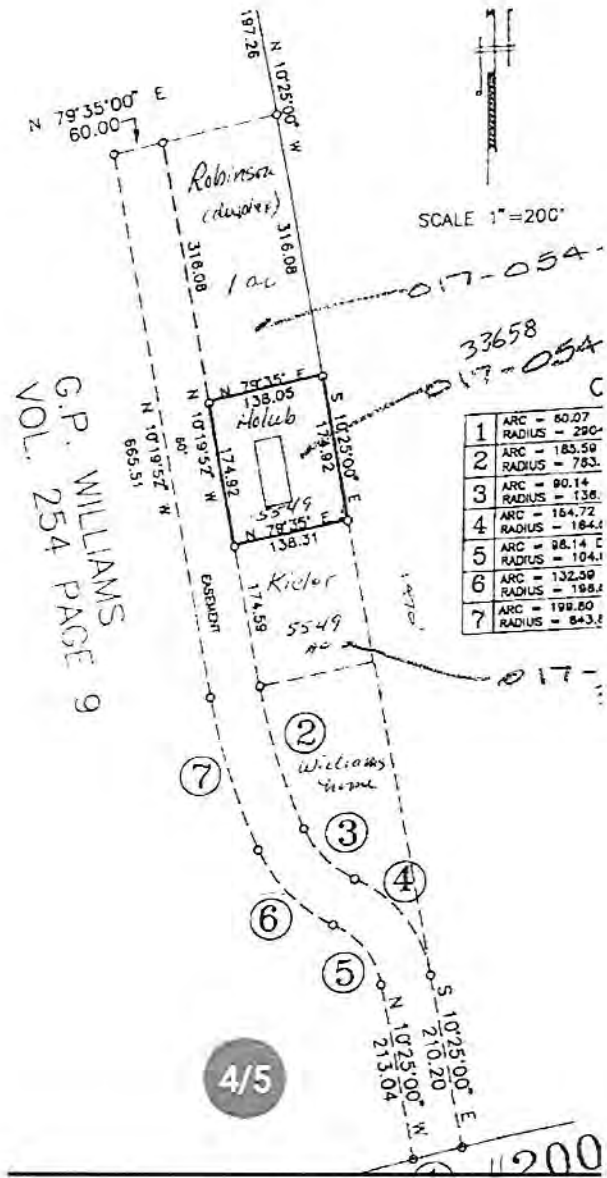 197.26
N 10°25'00" W
N 79°35'00" E
60.00
Robinson
(duplex)
316.08
316.08
1 ac
SCALE 1"=200'
017-054-
33658
017-054
N 79°35' E
138.05
Holub
S 10°25'00" E
174.92
N 10°19'52" W
174.92
5549
N 79°35' E
138.31
N 10°19'52" W
665.51
60'
EASEMENT
G.P. WILLIAMS
VOL. 254 PAGE 9
174.59
5549
AC
017-
C
1 ARC = 60.07
RADIUS = 290
2 ARC = 185.59
RADIUS = 783.
3 ARC = 90.14
RADIUS = 136.
4 ARC = 164.72
RADIUS = 164.
5 ARC = 98.14
RADIUS = 104.
6 ARC = 132.59
RADIUS = 196.
7 ARC = 199.80
RADIUS = 843.
2
Williams
home
7
3
4
6
5
N 10°25'00" W
213.04
S 10°25'00" E
210.20
4/5
200